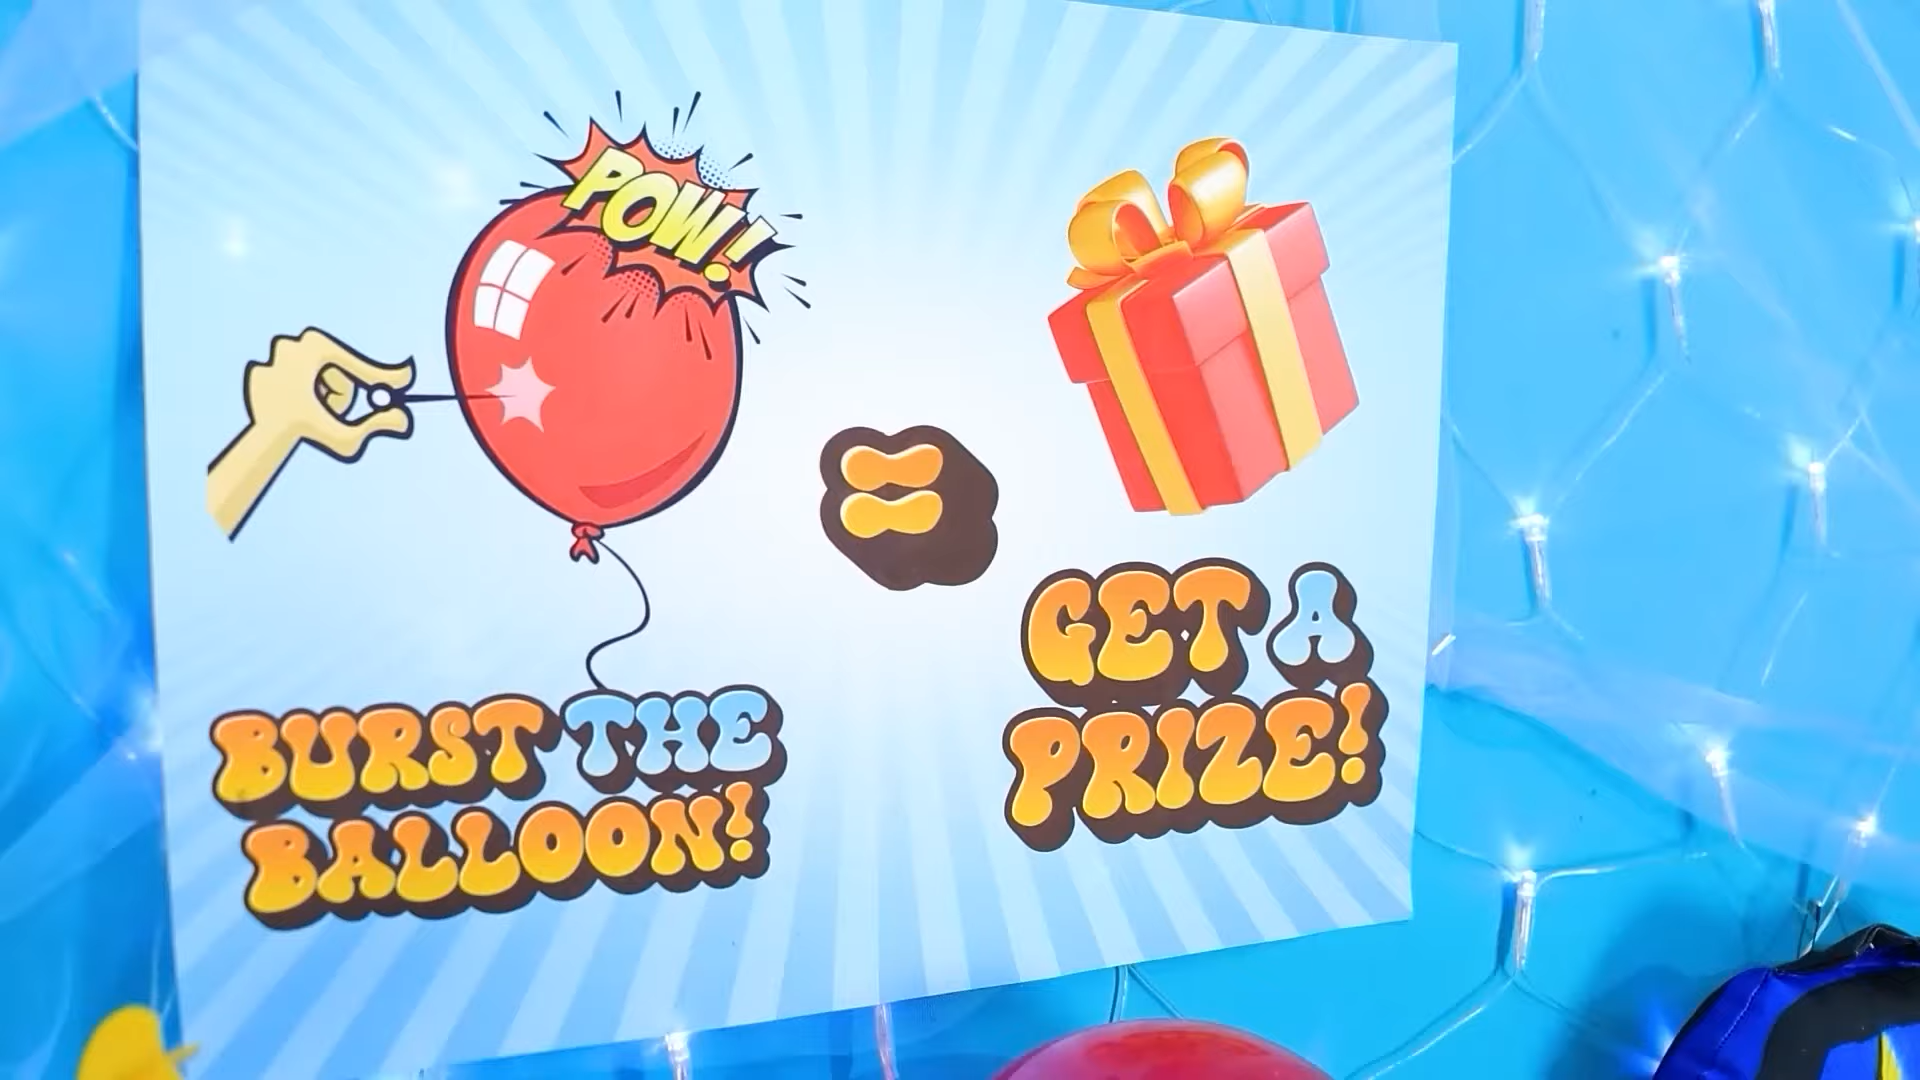 POW!
=
BURST THE
BALLOON!
GET A
PRIZE!